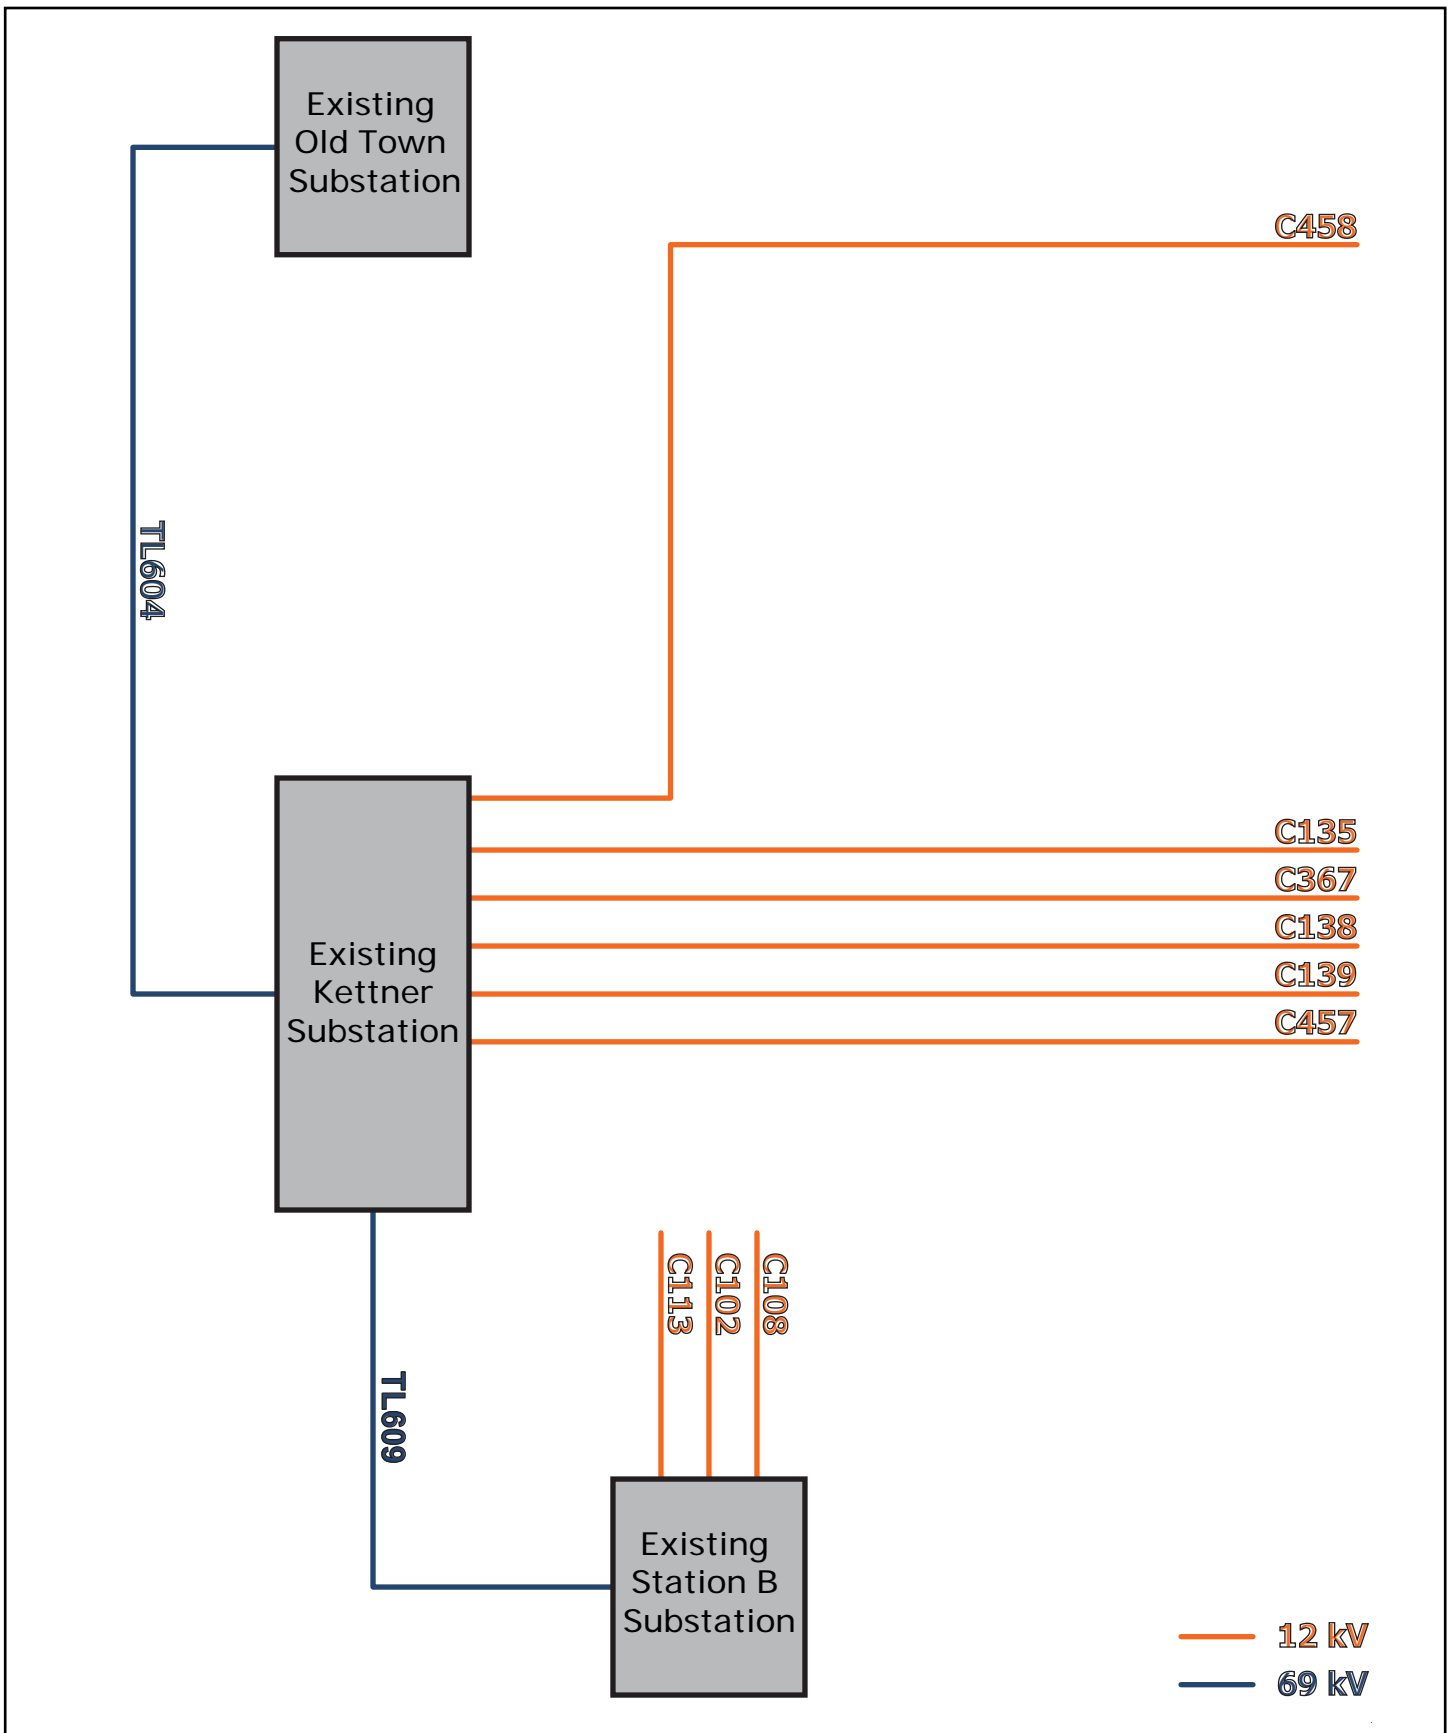 Existing
Old Town
Substation
C458
TL604
C135
C367
C138
C139
C457
Existing
Kettner
Substation
C113
C102
C108
TL609
Existing
Station B
Substation
12 kV
69 kV